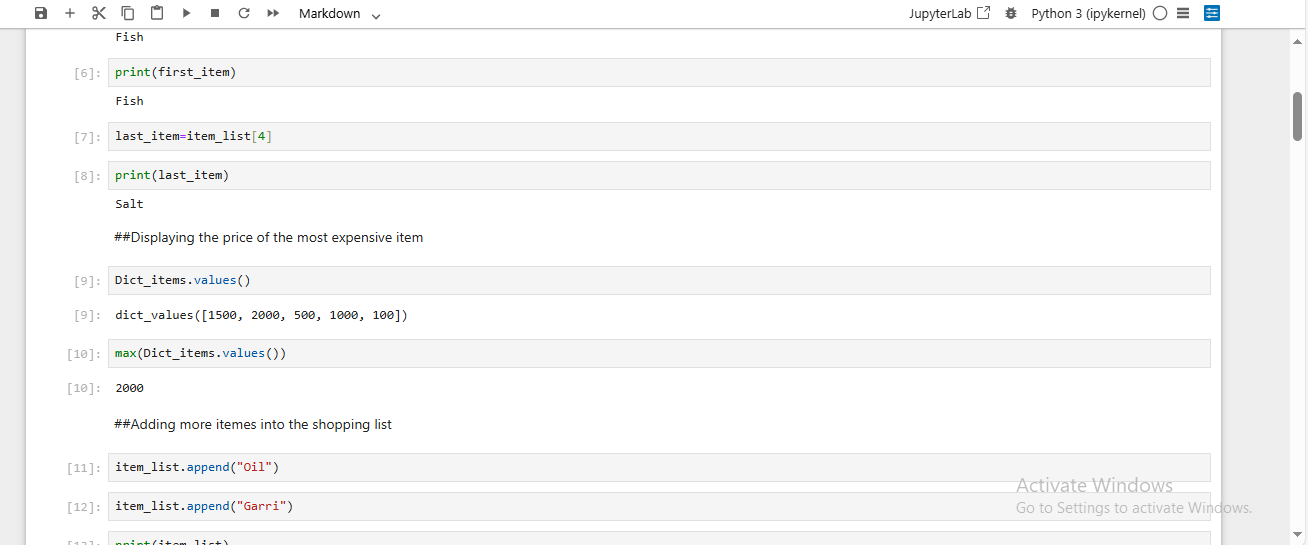 Markdown
JupyterLab
Python 3 (ipykernel)
Fish
[6]: print(first_item)
Fish
[7]: last_item=item_list[4]
[8]: print(last_item)
Salt
##Displaying the price of the most expensive item
[9]: Dict_items.values()
[9]: dict_values([1500, 2000, 500, 1000, 100])
[10]: max(Dict_items.values())
[10]: 2000
##Adding more itemes into the shopping list
[11]: item_list.append("Oil")
[12]: item_list.append("Garri")
[13]: print(item_list)
Activate Windows
Go to Settings to activate Windows.